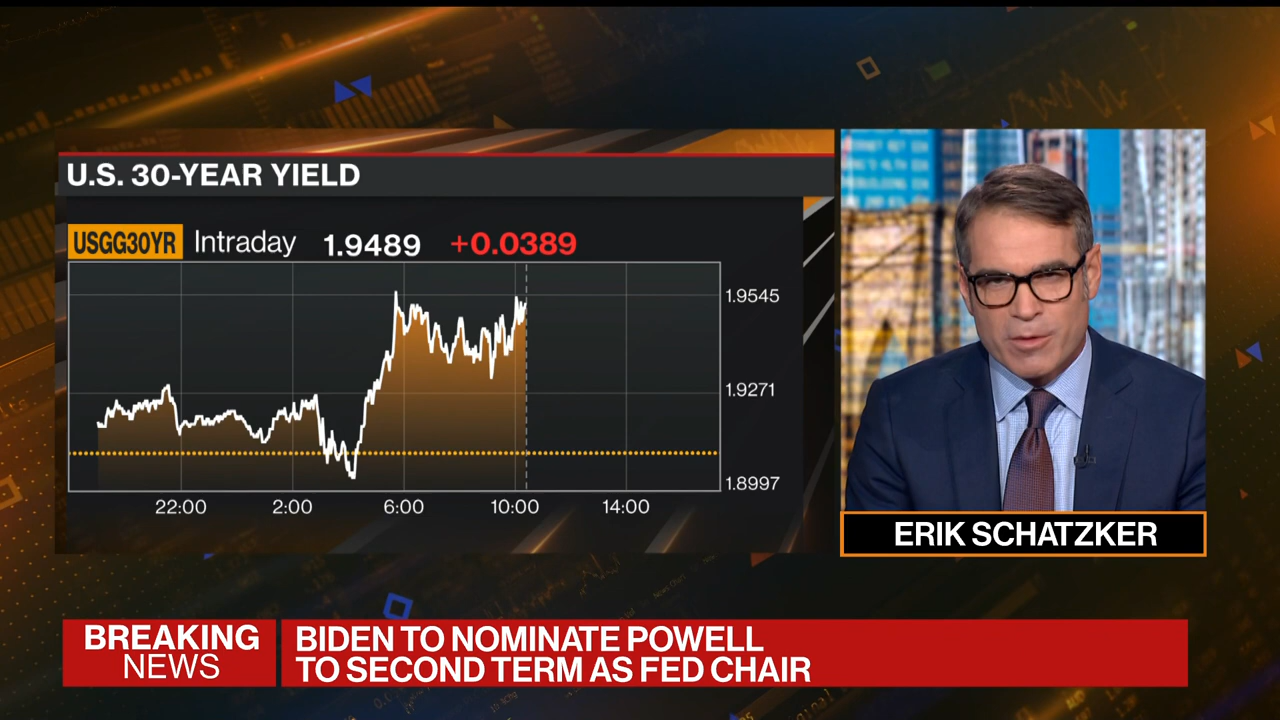 U.S. 30-YEAR YIELD
USGG30YR Intraday 1.9489 +0.0389
1.9545
1.9271
1.8997
22:00 2:00 6:00 10:00 14:00
ERIK SCHATZKER
BREAKING
NEWS
BIDEN TO NOMINATE POWELL
TO SECOND TERM AS FED CHAIR